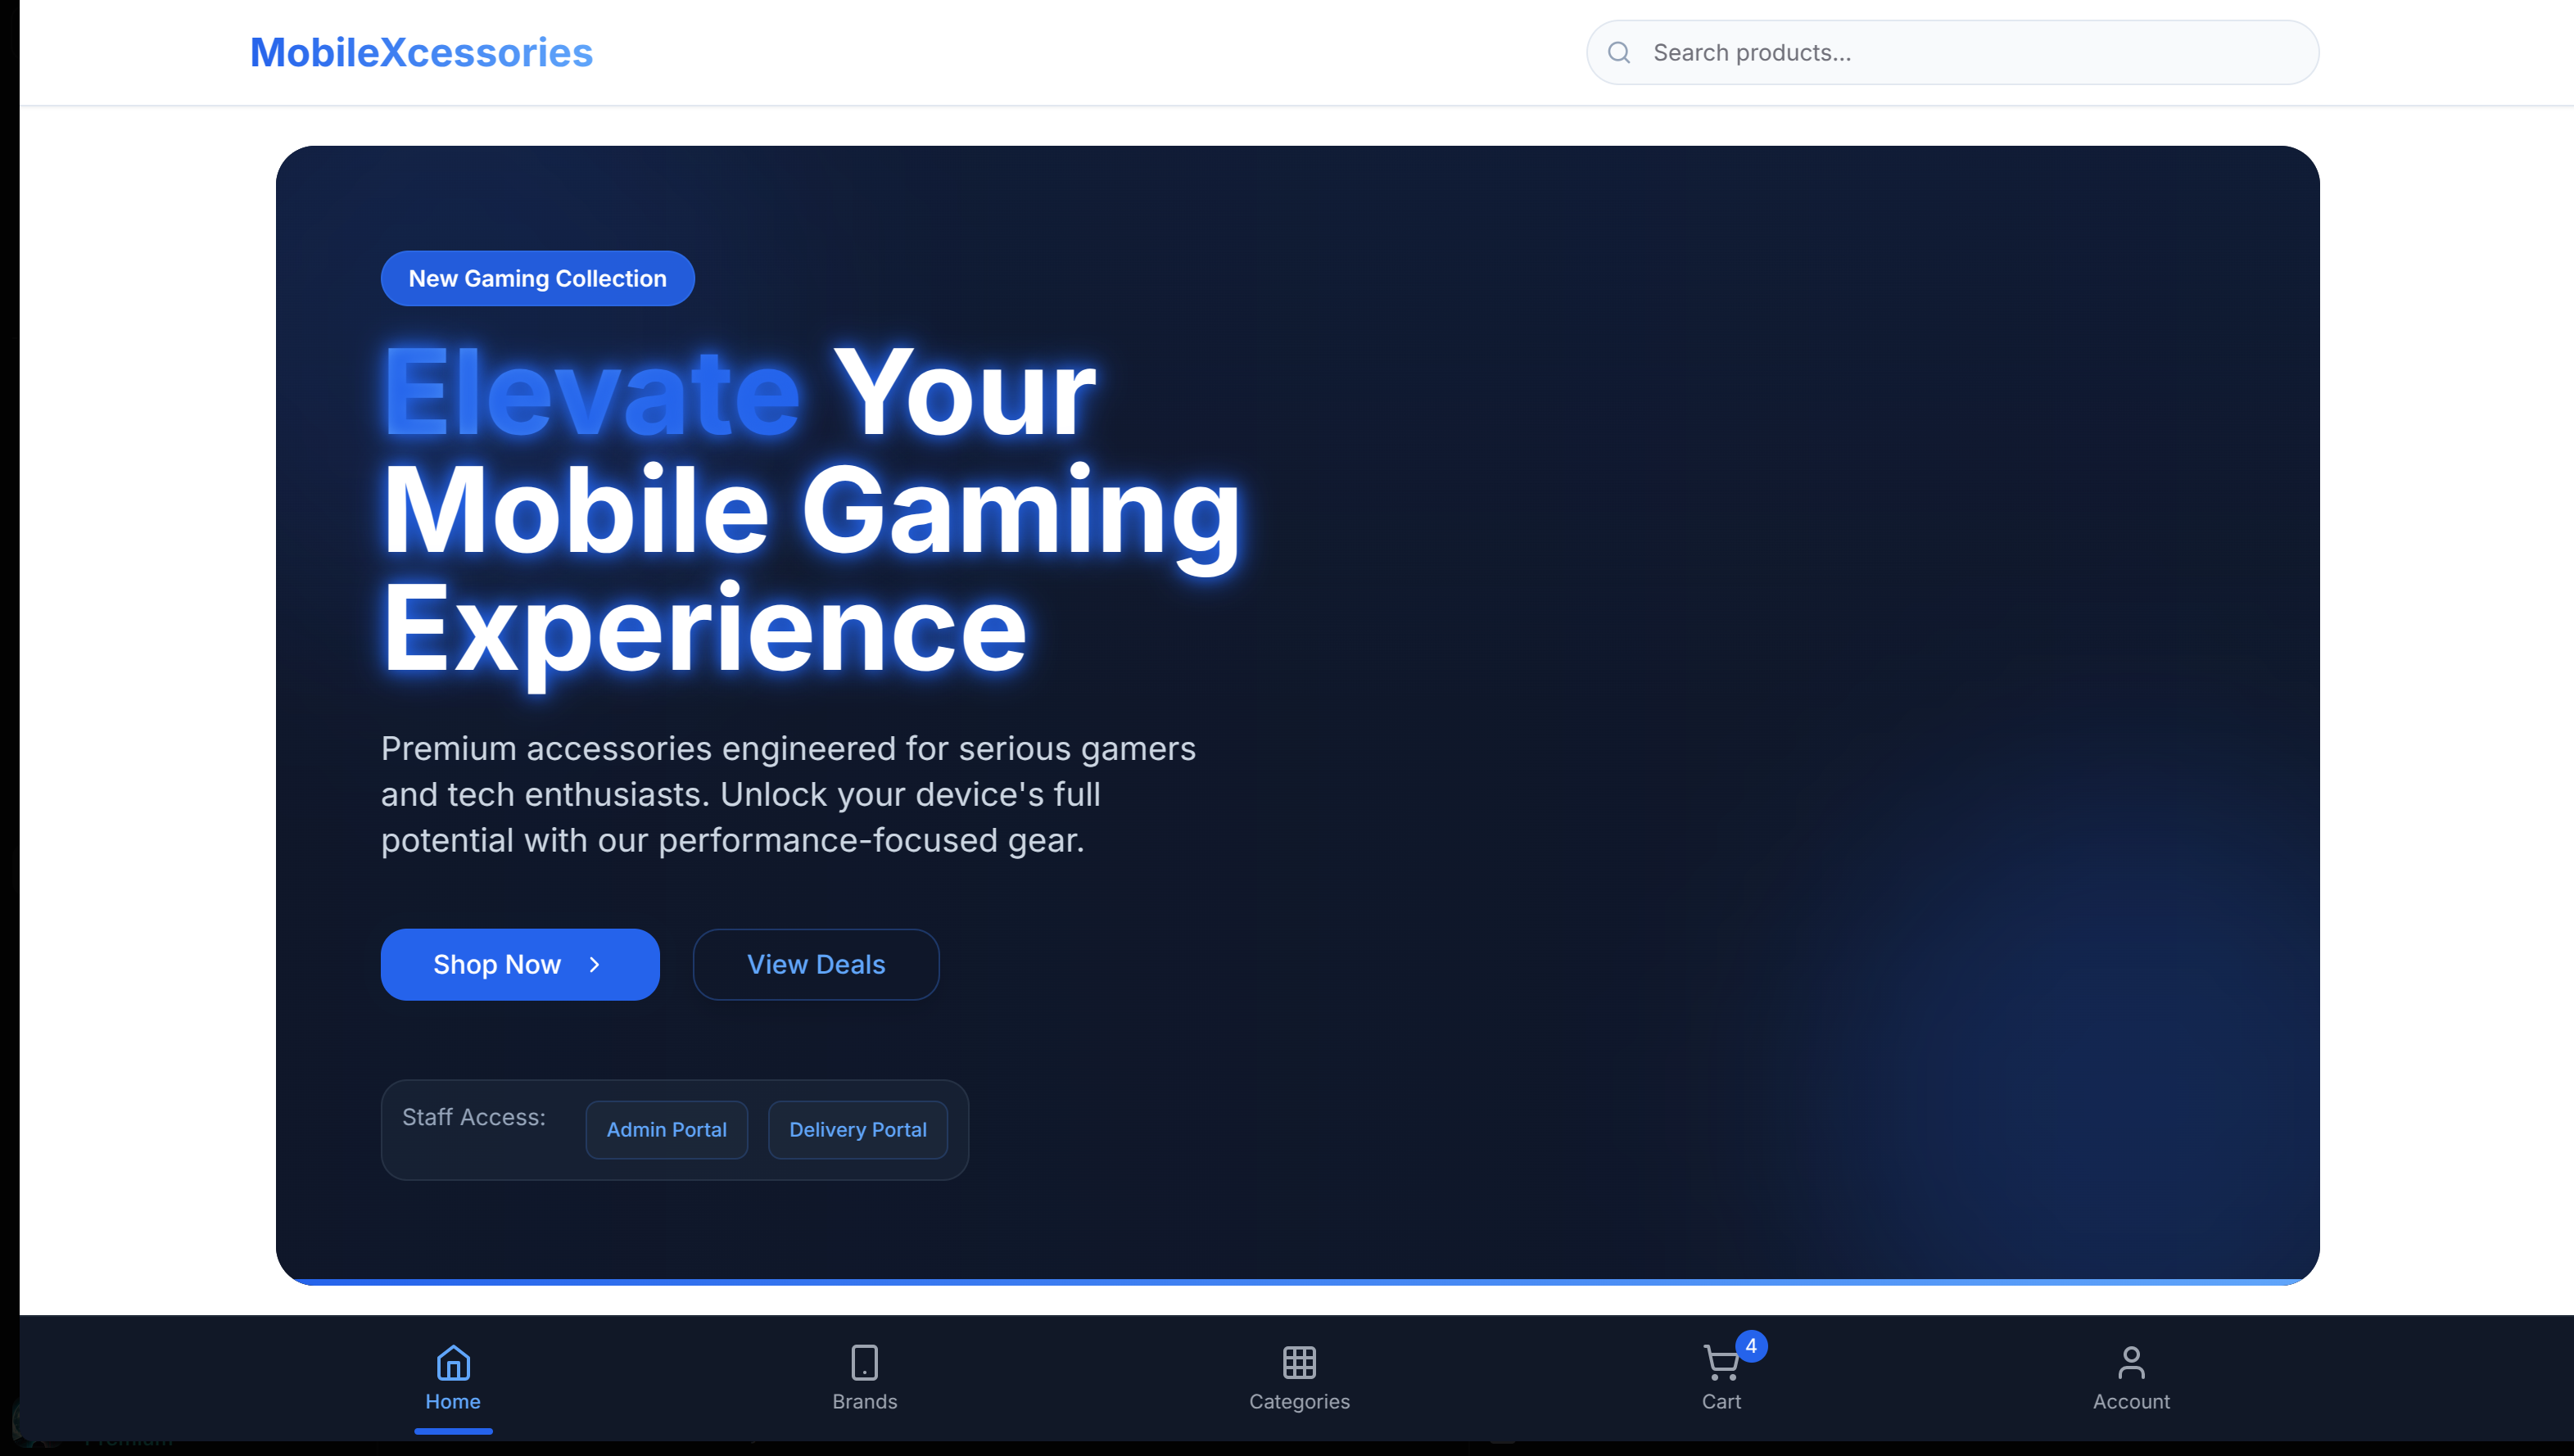 MobileXcessories
Search products...
New Gaming Collection
Elevate Your
Mobile Gaming
Experience
Premium accessories engineered for serious gamers
and tech enthusiasts. Unlock your device's full
potential with our performance-focused gear.
Shop Now
View Deals
Staff Access:
Admin Portal
Delivery Portal
Home
Brands
Categories
4
Cart
Account
Premium